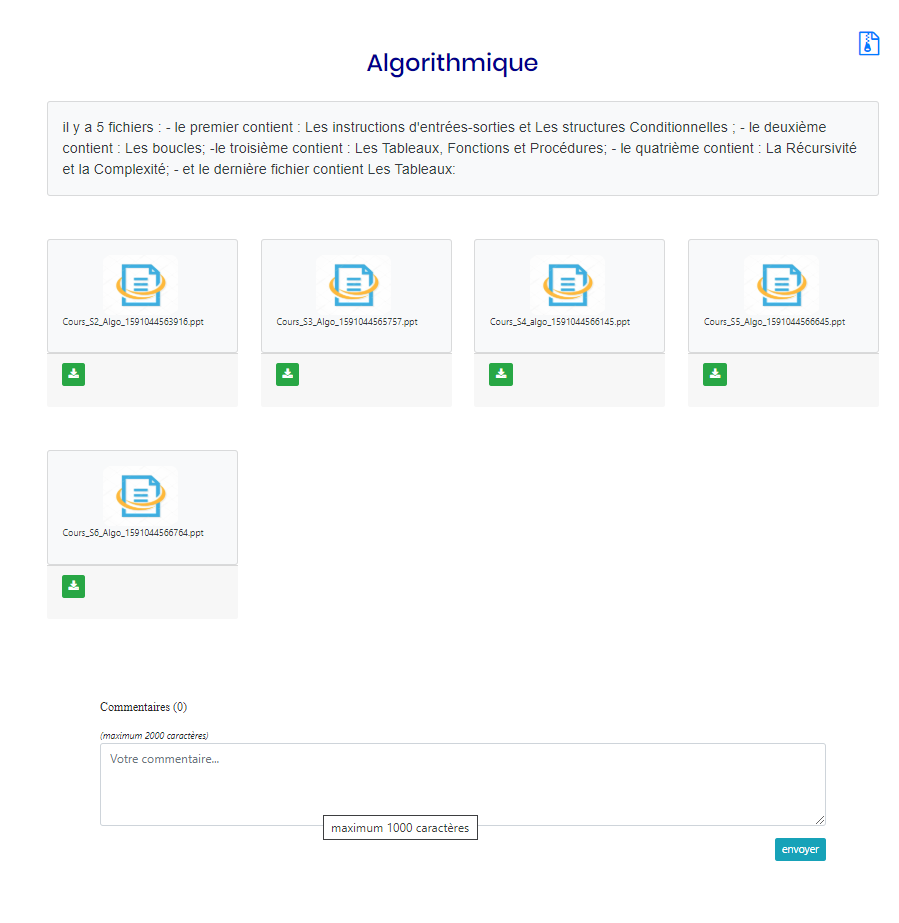 Algorithmique
il y a 5 fichiers : - le premier contient : Les instructions d'entrées-sorties et Les structures Conditionnelles ; - le deuxième
contient : Les boucles; -le troisième contient : Les Tableaux, Fonctions et Procédures; - le quatrième contient : La Récursivité
et la Complexité; - et le dernière fichier contient Les Tableaux:
Cours_S2_Algo_1591044563916.ppt
Cours_S3_Algo_1591044565757.ppt
Cours_S4_algo_1591044566145.ppt
Cours_S5_Algo_1591044566645.ppt
Cours_S6_Algo_1591044566764.ppt
Commentaires (0)
(maximum 2000 caractères)
Votre commentaire...
maximum 1000 caractères
envoyer